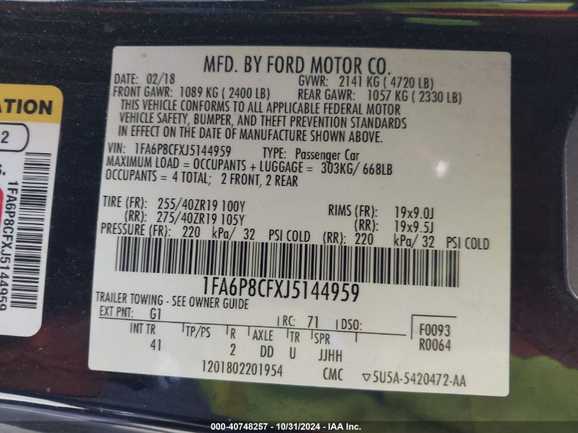 MFD. BY FORD MOTOR CO.
DATE: 02/18 GVWR: 2141 KG ( 4720 LB)
FRONT GAWR: 1089 KG ( 2400 LB) REAR GAWR: 1057 KG ( 2330 LB)
THIS VEHICLE CONFORMS TO ALL APPLICABLE FEDERAL MOTOR
VEHICLE SAFETY, BUMPER, AND THEFT PREVENTION STANDARDS
IN EFFECT ON THE DATE OF MANUFACTURE SHOWN ABOVE.
VIN: 1FA6P8CFXJ5144959 TYPE: Passenger Car
MAXIMUM LOAD = OCCUPANTS + LUGGAGE = 303KG/ 668LB
OCCUPANTS = 4 TOTAL; 2 FRONT, 2 REAR
TIRE (FR): 255/40ZR19 100Y RIMS (FR): 19x9.0J
(RR): 275/40ZR19 105Y (RR): 19x9.5J
PRESSURE (FR): 220 kPa/ 32 PSI COLD (RR): 220 kPa/ 32 PSI COLD
1FA6P8CFXJ5144959
TRAILER TOWING - SEE OWNER GUIDE
EXT PNT: G1 RC: 71 DSO: F0093
INT TR TP/PS R AXLE TR SPR R0064
41 2 DD U JJHH
1201802201954 CMC 5U5A-5420472-AA
ATION
2
1FA6P8CFXJ5144959
©STOCK: 40748257 - 10/31/2024 - IAA Inc.